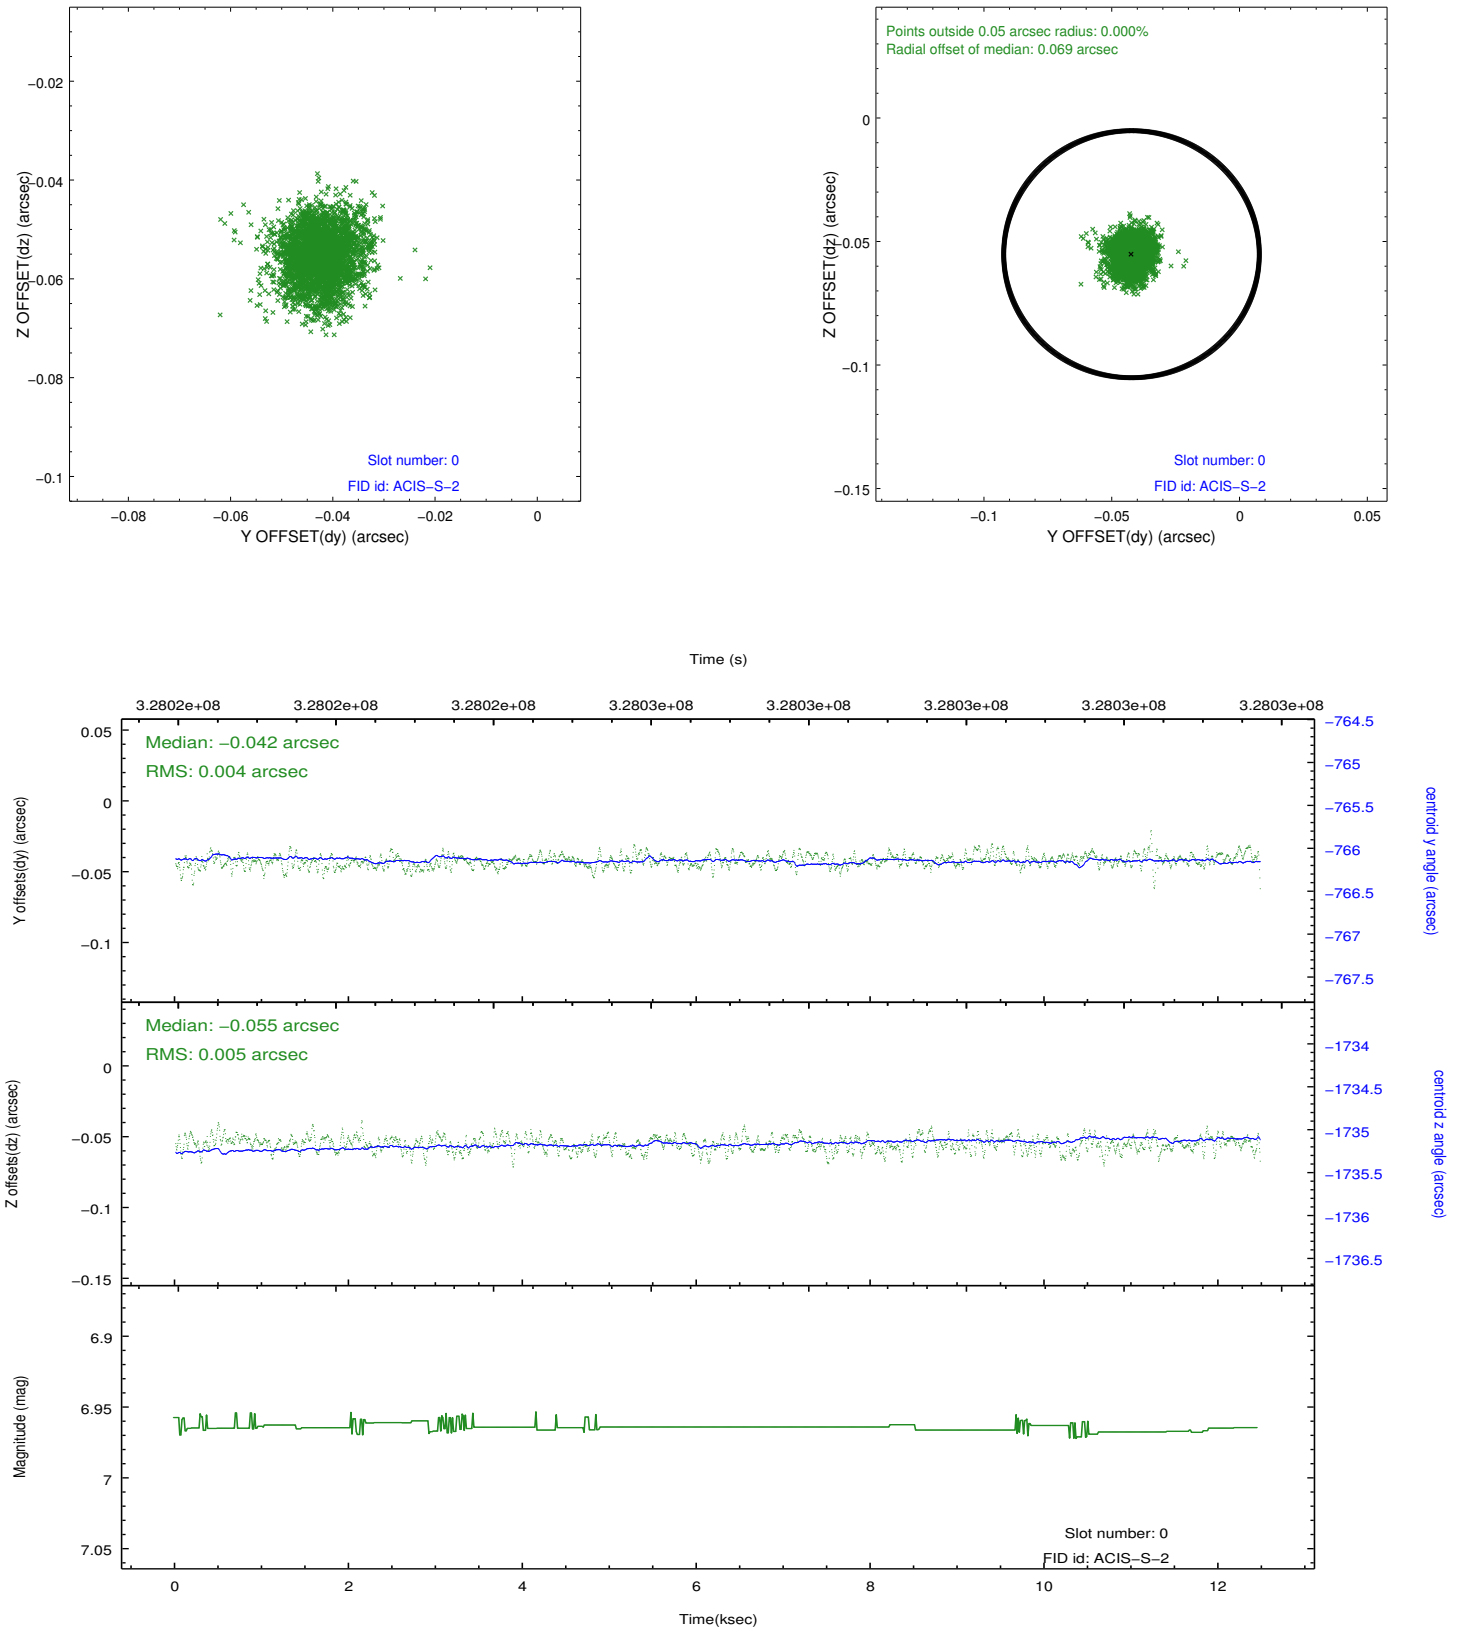 −0.02
−0.04
−0.06
−0.08
−0.1
Z OFFSET(dz) (arcsec)
Slot number: 0
FID id: ACIS−S−2
−0.08
−0.06
−0.04
−0.02
0
Y OFFSET(dy) (arcsec)
Points outside 0.05 arcsec radius: 0.000%
Radial offset of median: 0.069 arcsec
0
−0.05
−0.1
−0.15
Z OFFSET(dz) (arcsec)
Slot number: 0
FID id: ACIS−S−2
−0.1
−0.05
0
0.05
Y OFFSET(dy) (arcsec)
Time (s)
3.2802e+08
3.2802e+08
3.2802e+08
3.2803e+08
3.2803e+08
3.2803e+08
3.2803e+08
3.2803e+08
Median: −0.042 arcsec
RMS: 0.004 arcsec
0.05
0
−0.05
−0.1
Y offsets(dy) (arcsec)
−764.5
−765
−765.5
−766
−766.5
−767
−767.5
centroid y angle (arcsec)
Median: −0.055 arcsec
RMS: 0.005 arcsec
0
−0.05
−0.1
−0.15
Z offsets(dz) (arcsec)
−1734
−1734.5
−1735
−1735.5
−1736
−1736.5
centroid z angle (arcsec)
6.9
6.95
7
7.05
Magnitude (mag)
Slot number: 0
FID id: ACIS−S−2
0
2
4
6
8
10
12
Time(ksec)